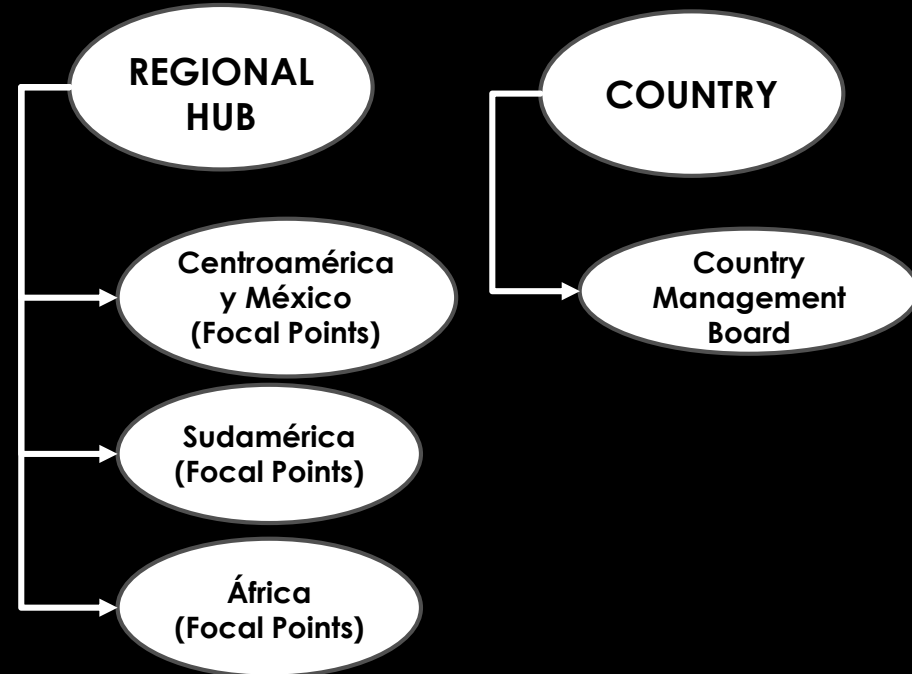 REGIONAL
HUB
Centroamérica
y México
(Focal Points)
Sudamérica
(Focal Points)
África
(Focal Points)
COUNTRY
Country
Management
Board